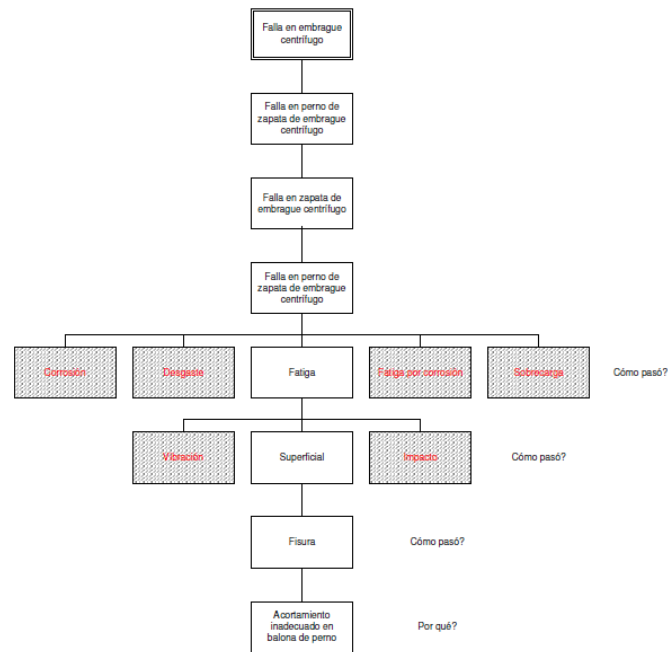 Falla en embrague
centrífugo
Falla en perno de
zapata de embrague
centrífugo
Falla en zapata de
embrague centrífugo
Falla en perno de
zapata de embrague
centrífugo
Corrosión
Desgaste
Fatiga
Fatiga por corrosión
Sobrecarga
Cómo pasó?
Vibración
Superficial
Impacto
Cómo pasó?
Fisura
Cómo pasó?
Acortamiento
inadecuado en
balona de perno
Por qué?